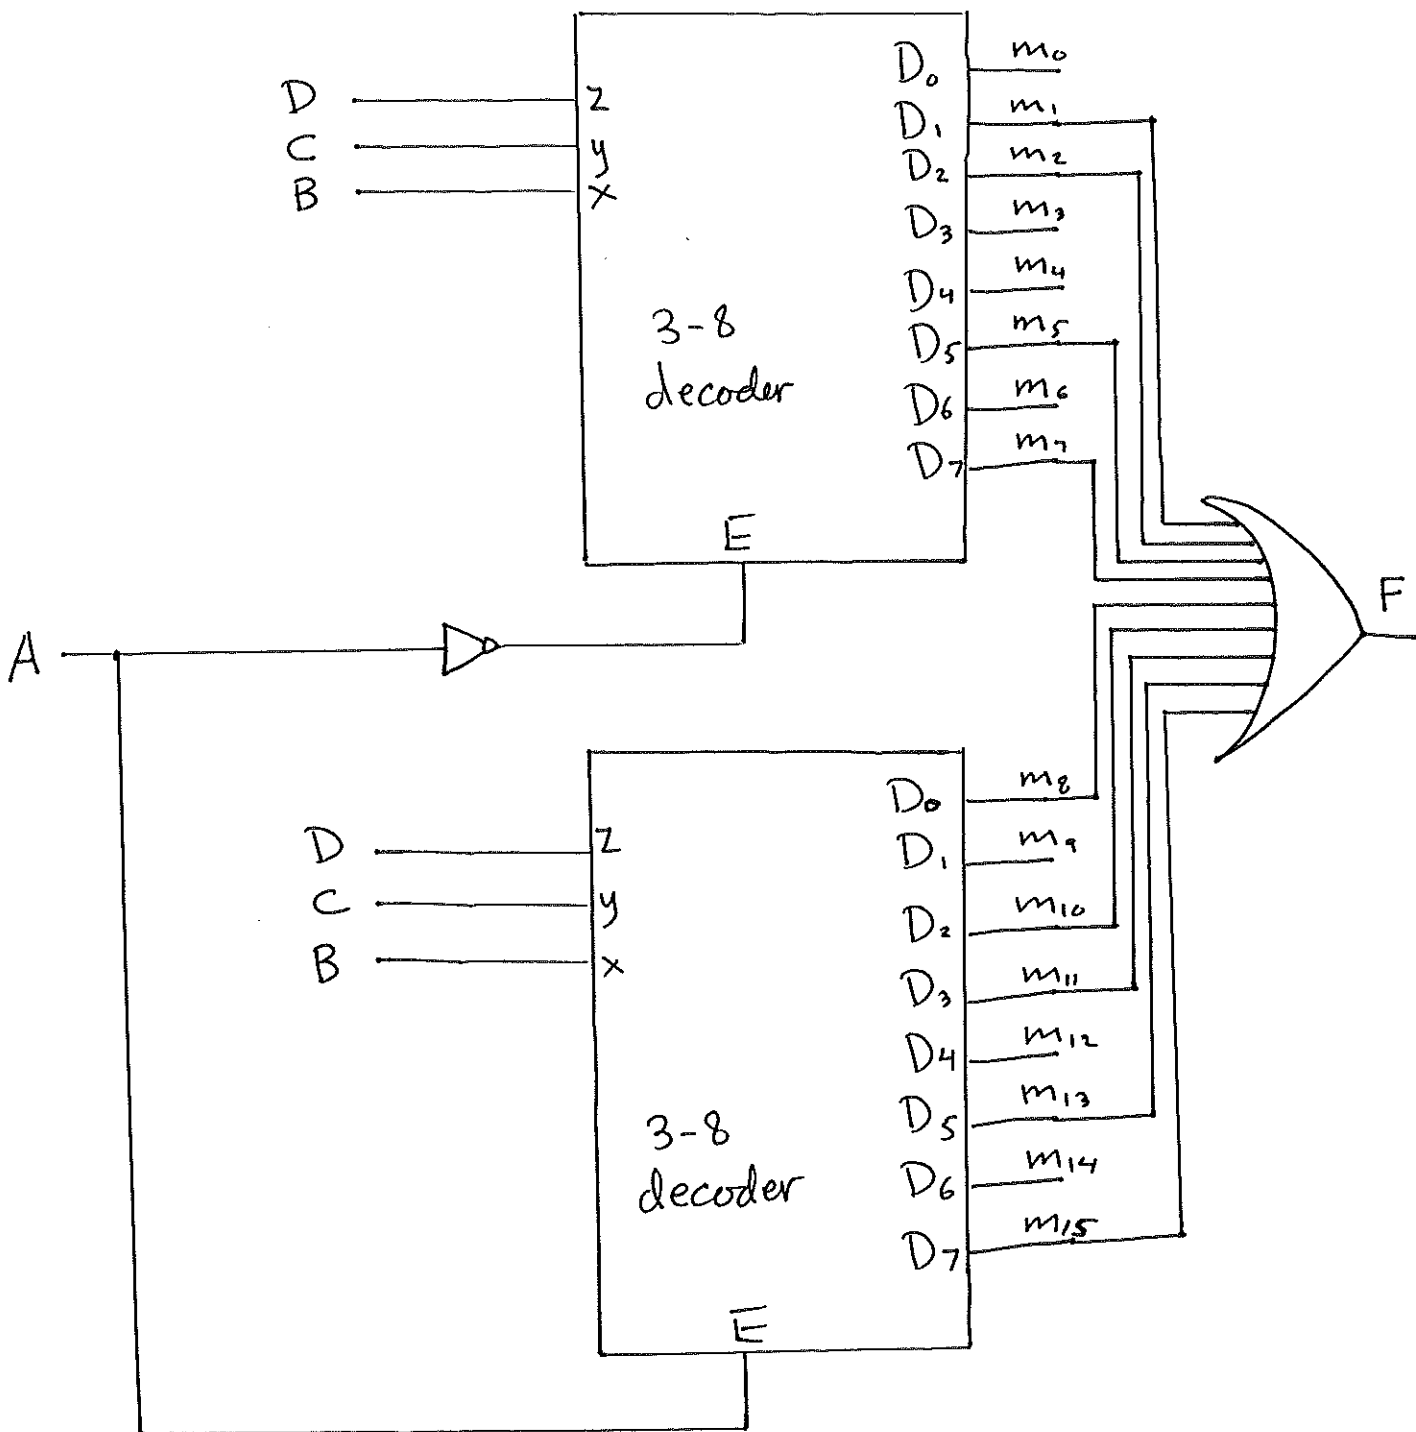 D₀ m₀
D z D₁ m₁
C y D₂ m₂
B x D₃ m₃
D₄ m₄
3-8 D₅ m₅
decoder D₆ m₆
D₇ m₇
E
F
A
D₀ m₈
D z D₁ m₉
C y D₂ m₁₀
B x D₃ m₁₁
D₄ m₁₂
3-8 D₅ m₁₃
decoder D₆ m₁₄
D₇ m₁₅
E